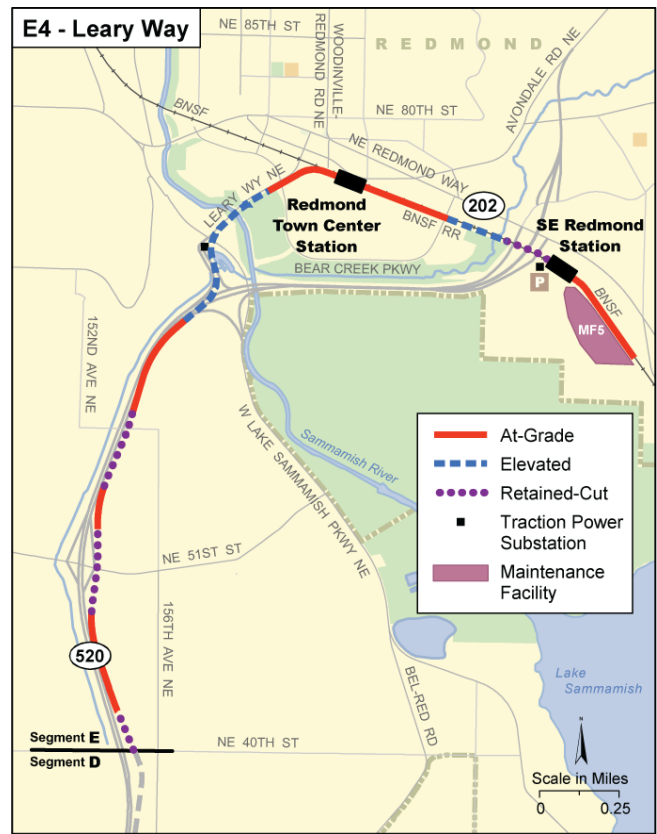 E4 - Leary Way
NE 85TH ST
WOODINVILLE-
REDMOND RD NE
REDMOND
AVONDALE RD NE
BNSF
NE 80TH ST
NE REDMOND WAY
LEARY WY NE
202
Redmond
Town Center
Station
BNSF RR
SE Redmond
Station
BEAR CREEK PKWY
P
BNSF
MF5
152ND AVE NE
W LAKE SAMMAMISH PKWY NE
Sammamish
River
At-Grade
Elevated
Retained-Cut
Traction Power
Substation
Maintenance
Facility
NE 51ST ST
156TH AVE NE
520
BEL-RED RD
Lake
Sammamish
Segment E
Segment D
NE 40TH ST
N
Scale in Miles
0 0.25